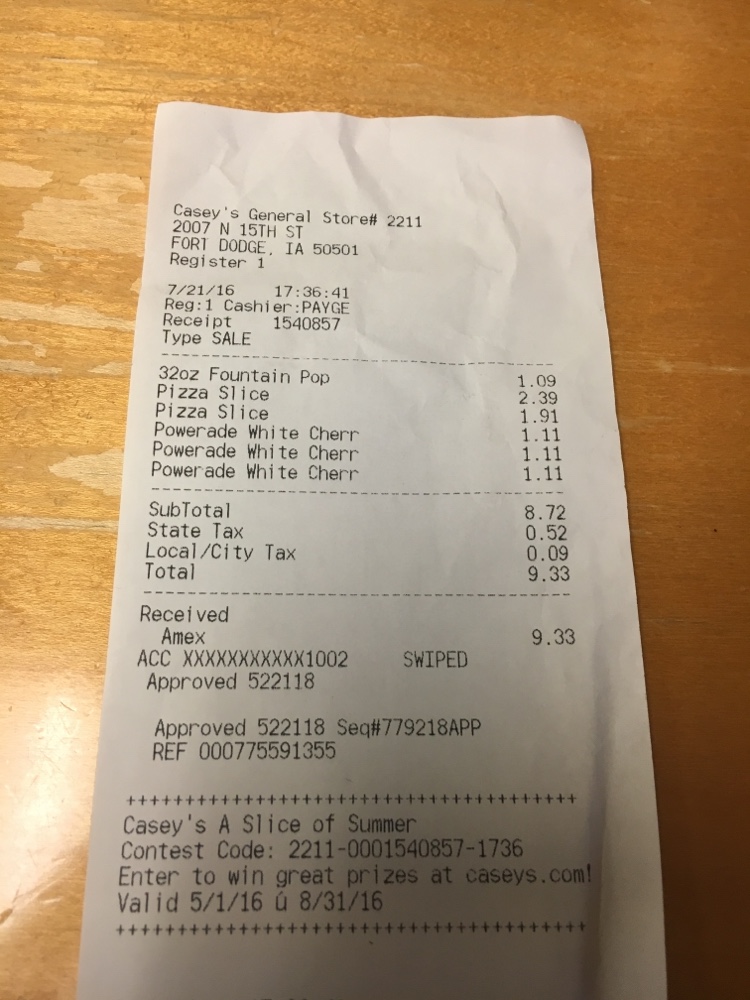 Casey's General Store# 2211
2007 N 15TH ST
FORT DODGE, IA 50501
Register 1
7/21/16 17:36:41
Reg:1 Cashier:PAYGE
Receipt 1540857
Type SALE
32oz Fountain Pop 1.09
Pizza Slice 2.39
Pizza Slice 1.91
Powerade White Cherr 1.11
Powerade White Cherr 1.11
Powerade White Cherr 1.11
SubTotal 8.72
State Tax 0.52
Local/City Tax 0.09
Total 9.33
Received
Amex 9.33
ACC XXXXXXXXXXX1002 SWIPED
Approved 522118
Approved 522118 Seq#779218APP
REF 000775591355
+++++++++++++++++++++++++++++++++++++++
Casey's A Slice of Summer
Contest Code: 2211-0001540857-1736
Enter to win great prizes at caseys.com!
Valid 5/1/16 ú 8/31/16
+++++++++++++++++++++++++++++++++++++++